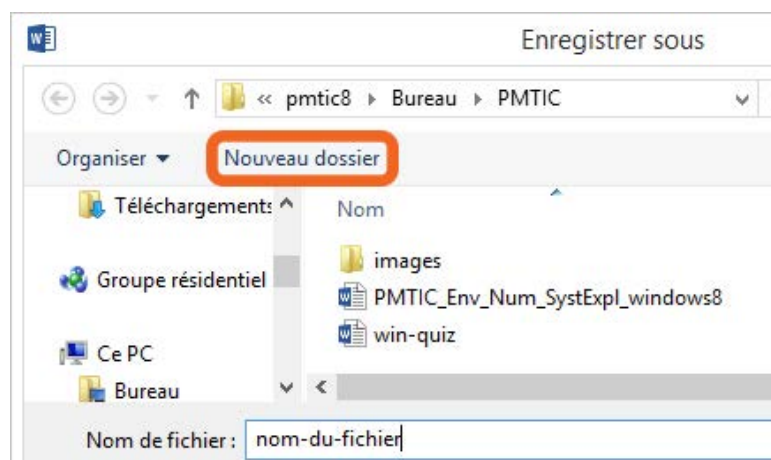 Enregistrer sous
« pmtic8 Bureau PMTIC
Organiser Nouveau dossier
Téléchargements
Nom
images
Groupe résidentiel
PMTIC_Env_Num_SystExpl_windows8
win-quiz
Ce PC
Bureau
Nom de fichier : nom-du-fichier